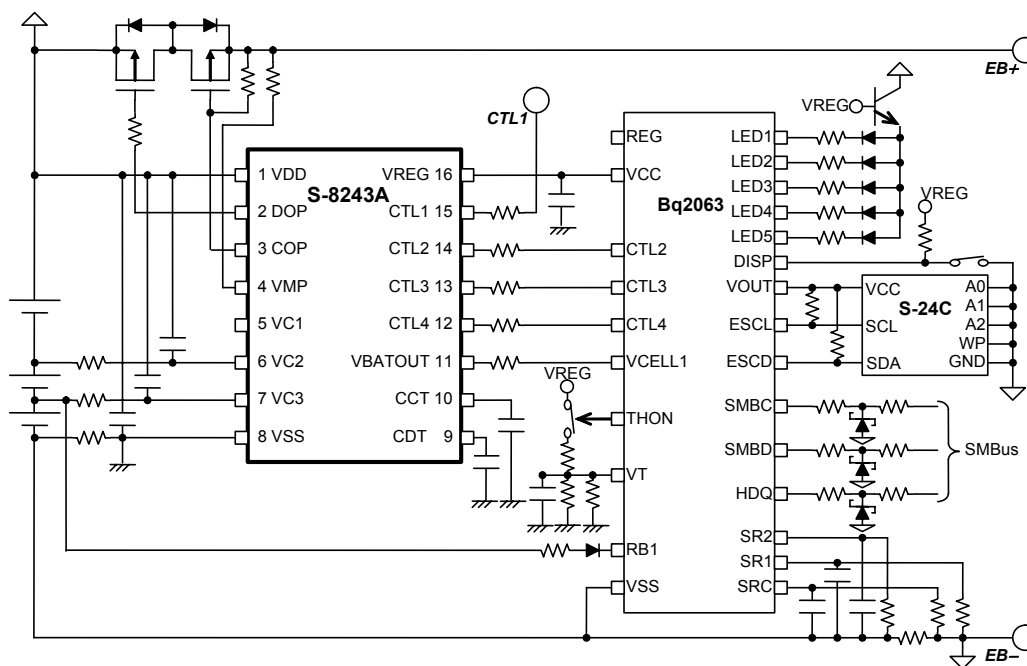 EB+
CTL1
S-8243A
1 VDD
2 DOP
3 COP
4 VMP
5 VC1
6 VC2
7 VC3
8 VSS
VREG 16
CTL1 15
CTL2 14
CTL3 13
CTL4 12
VBATOUT 11
CCT 10
CDT 9
VREG
Bq2063
REG
VCC
CTL2
CTL3
CTL4
VCELL1
THON
VT
RB1
VSS
LED1
LED2
LED3
LED4
LED5
DISP
VOUT
ESCL
ESCD
SMBC
SMBD
HDQ
SR2
SR1
SRC
VREG
VREG
S-24C
VCC
SCL
SDA
A0
A1
A2
WP
GND
SMBus
EB−